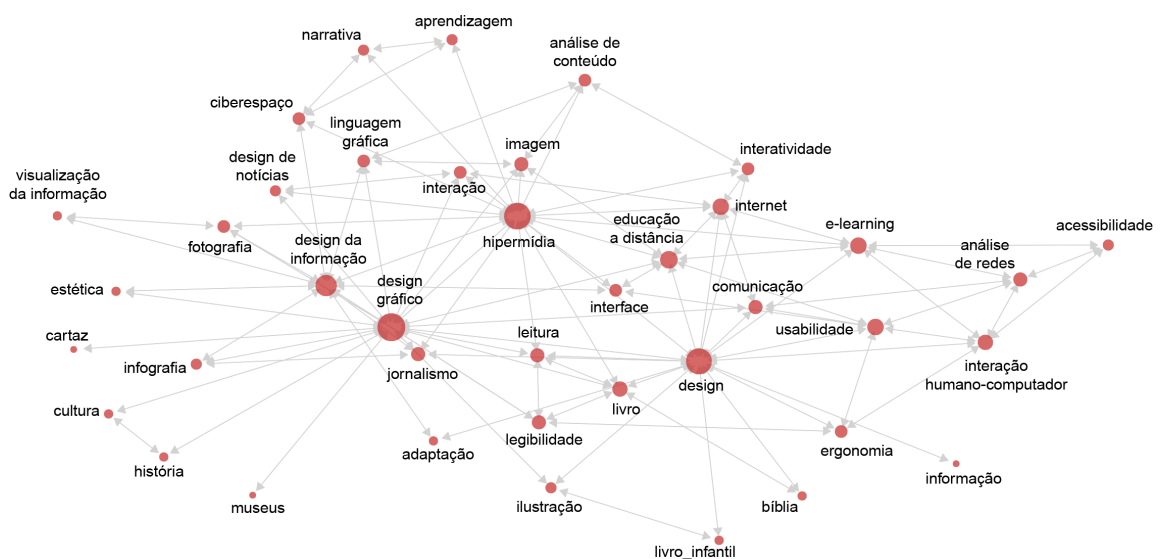 aprendizagem
narrativa
análise de
conteúdo
ciberespaço
linguagem
gráfica
imagem
interatividade
design de
notícias
visualização
da informação
interação
internet
educação
a distância
e-learning
acessibilidade
hipermídia
fotografia
design da
informação
análise
de redes
design
gráfico
estética
interface
comunicação
cartaz
leitura
usabilidade
infografia
jornalismo
design
interação
humano-computador
cultura
livro
legibilidade
adaptação
ergonomia
história
informação
museus
ilustração
bíblia
livro_infantil